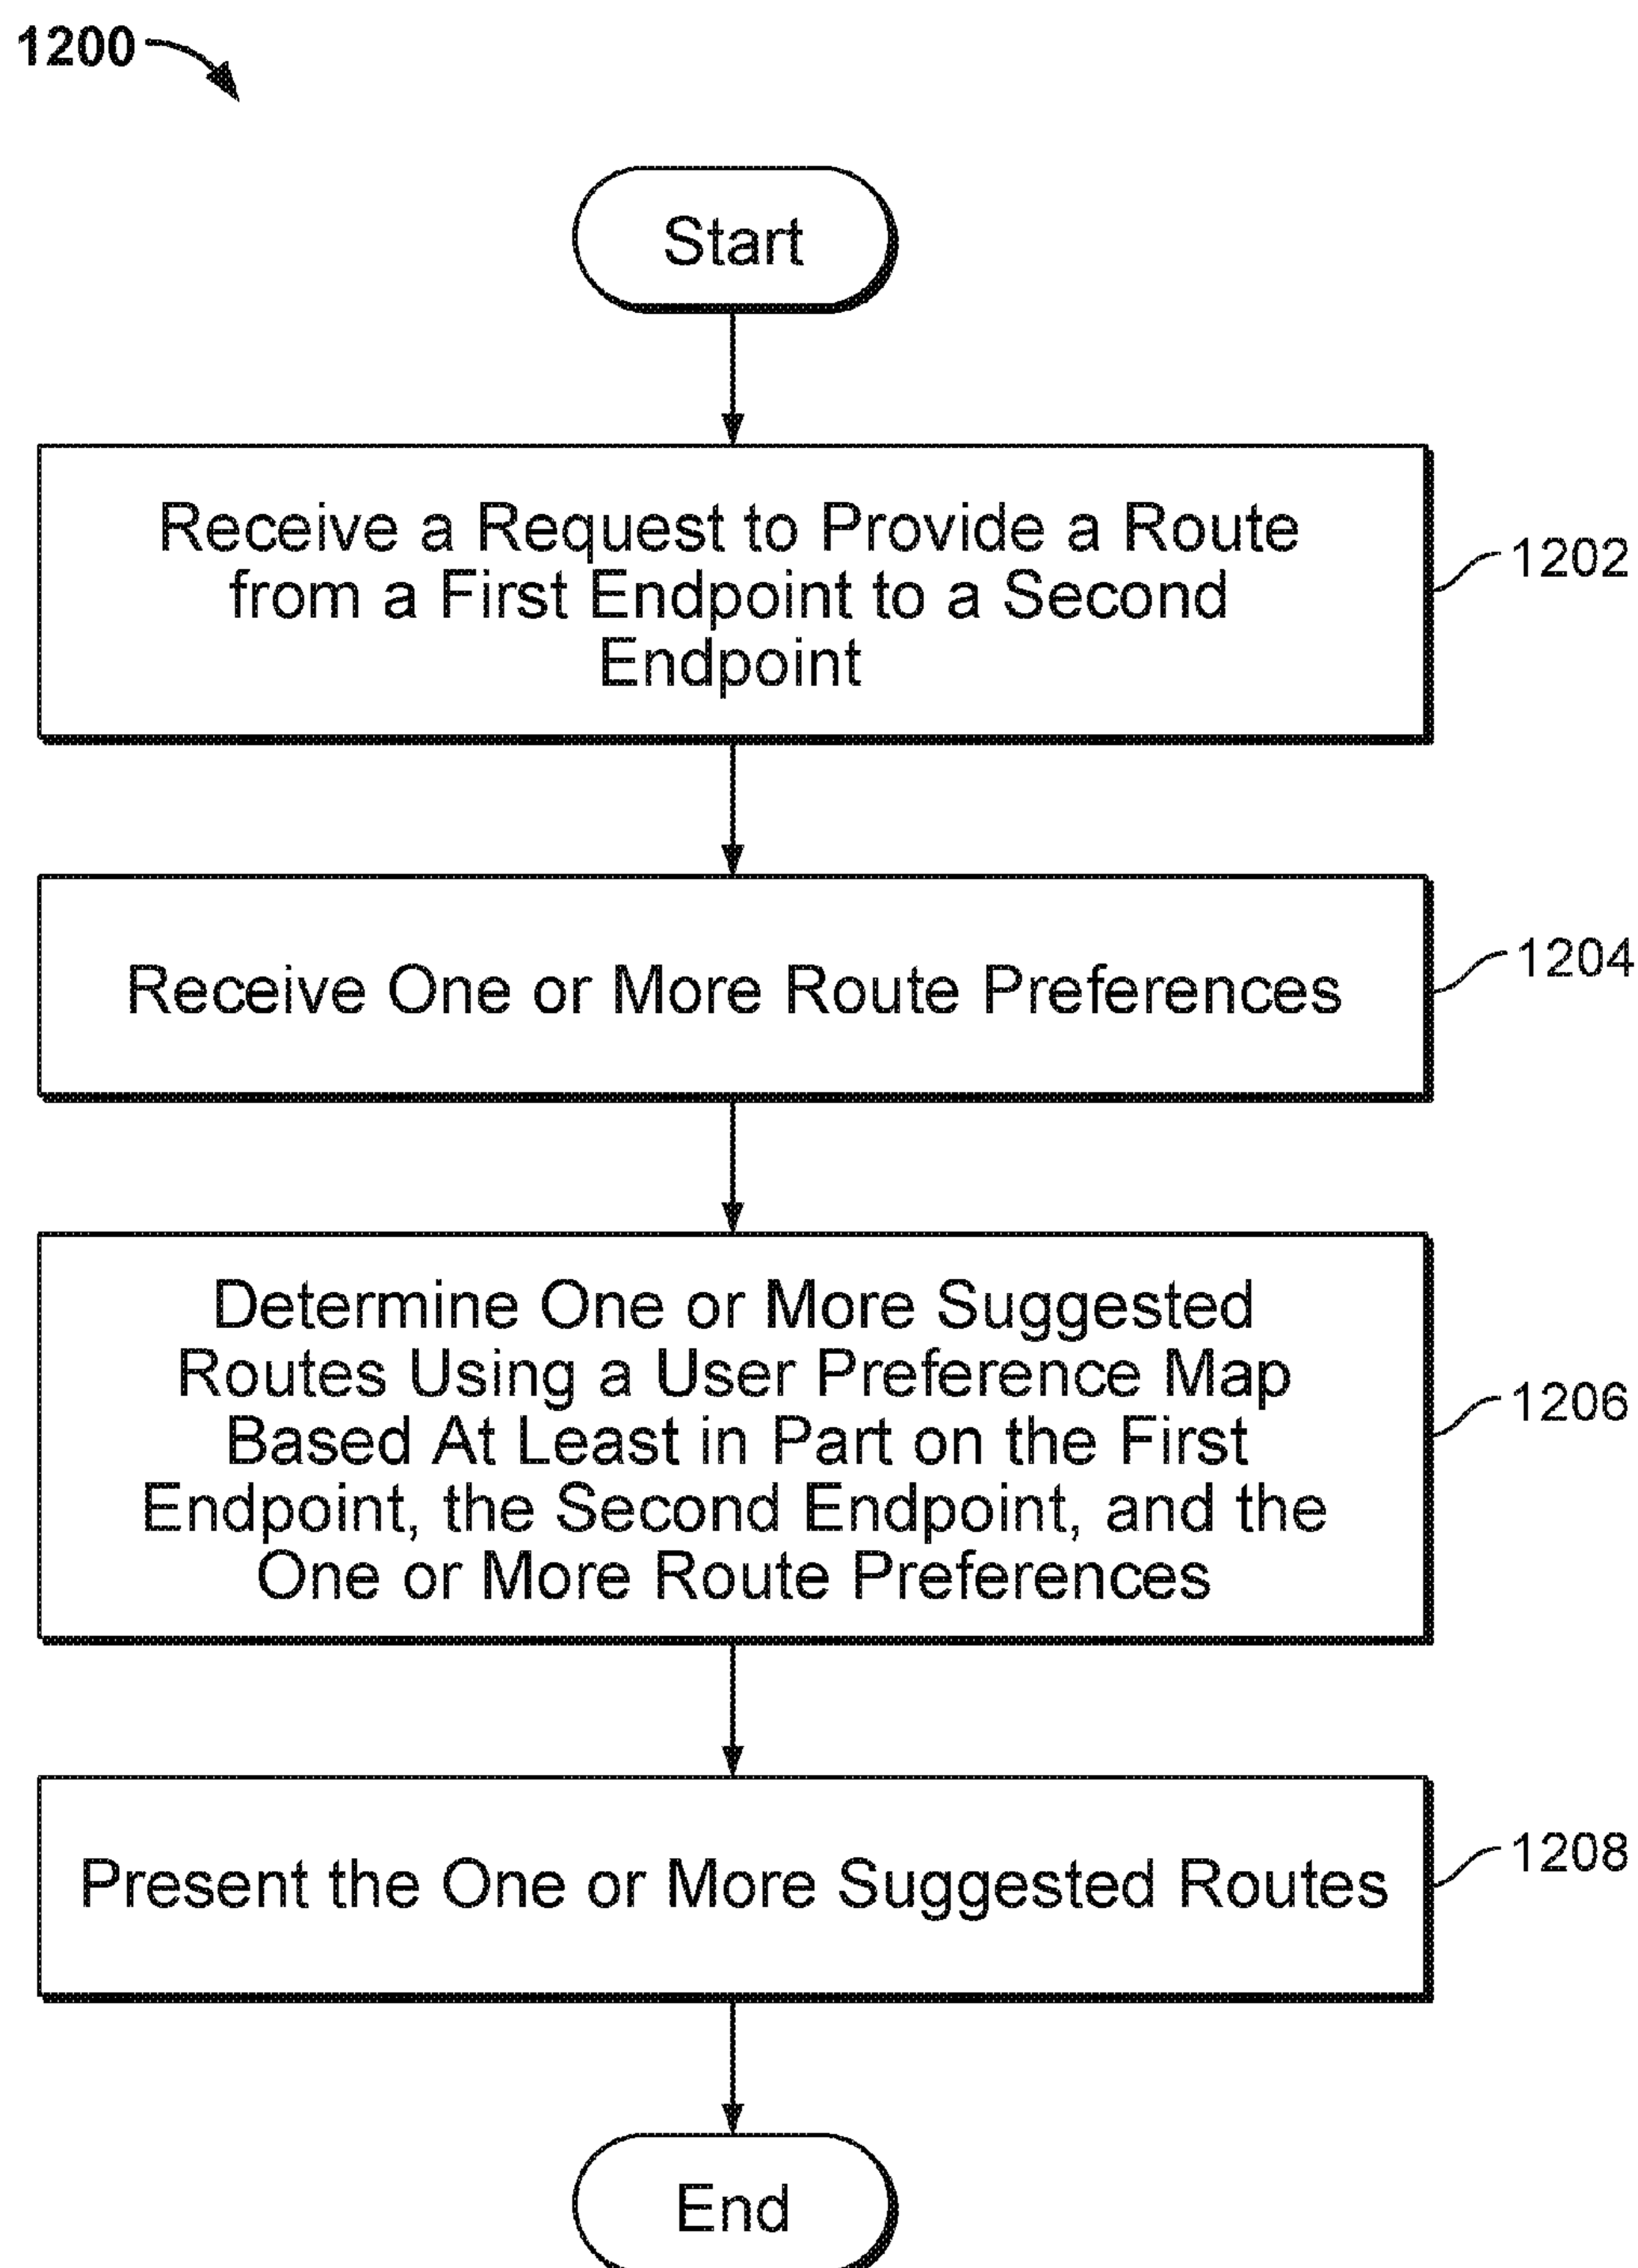 1200
Start
Receive a Request to Provide a Route
from a First Endpoint to a Second
Endpoint
1202
Receive One or More Route Preferences
1204
Determine One or More Suggested
Routes Using a User Preference Map
Based At Least in Part on the First
Endpoint, the Second Endpoint, and the
One or More Route Preferences
1206
Present the One or More Suggested Routes
1208
End